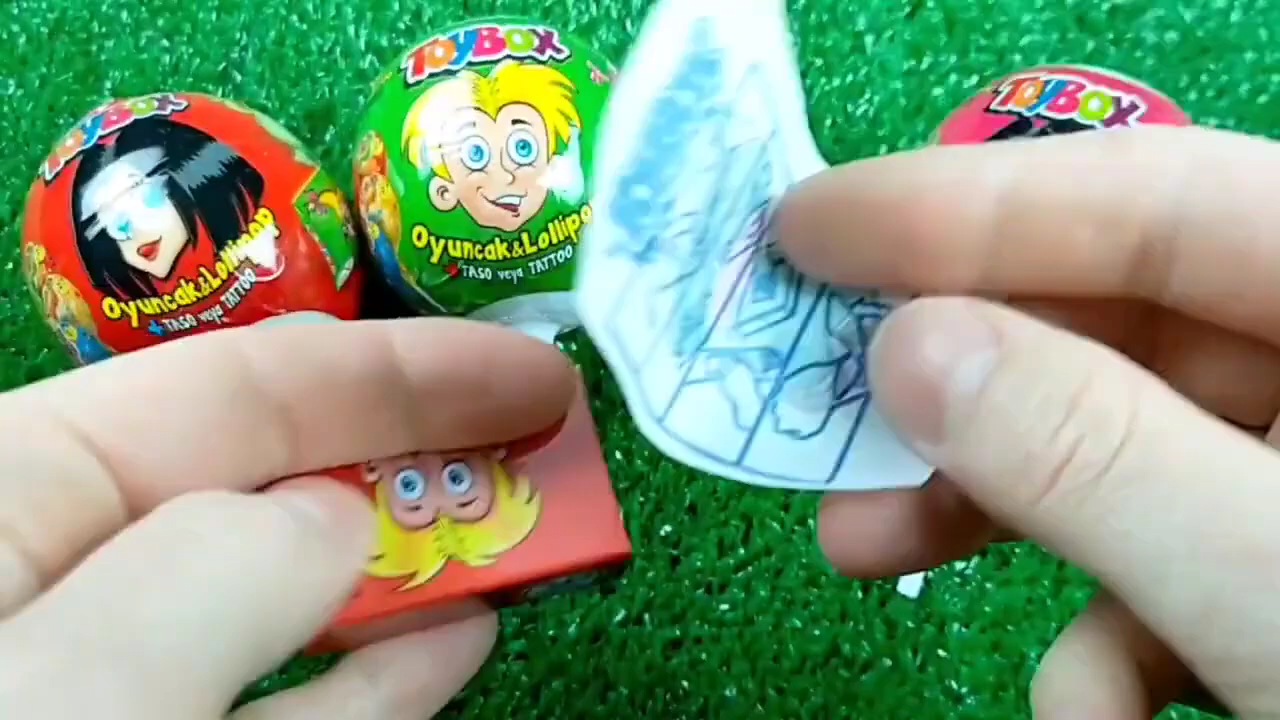 TOYBOX
Oyuncak&Lollipop
+ TASO veya TATTOO
TOYBOX
Oyuncak&Lollipo
+ TASO veya TATTOO
TOYBOX